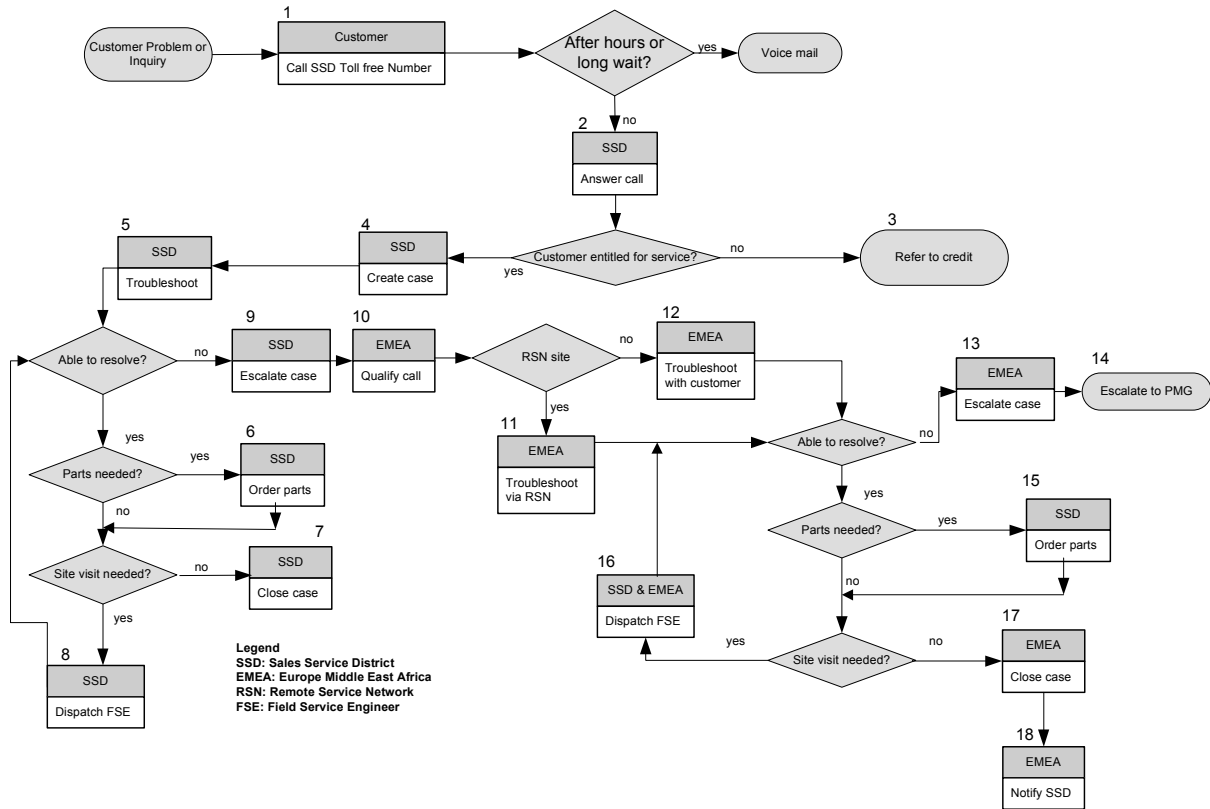 1
Customer Problem or
Inquiry
Customer
Call SSD Toll free Number
After hours or
long wait?
yes
Voice mail
no
2
SSD
Answer call
3
Refer to credit
Customer entitled for service?
no
yes
4
SSD
Create case
5
SSD
Troubleshoot
Able to resolve?
no
9
SSD
Escalate case
10
EMEA
Qualify call
RSN site
no
12
EMEA
Troubleshoot
with customer
yes
11
EMEA
Troubleshoot
via RSN
Able to resolve?
no
13
EMEA
Escalate case
14
Escalate to PMG
yes
Parts needed?
yes
6
SSD
Order parts
no
Site visit needed?
no
7
SSD
Close case
yes
8
SSD
Dispatch FSE
yes
Parts needed?
yes
15
SSD
Order parts
no
16
SSD & EMEA
Dispatch FSE
yes
Site visit needed?
no
17
EMEA
Close case
18
EMEA
Notify SSD
Legend
SSD: Sales Service District
EMEA: Europe Middle East Africa
RSN: Remote Service Network
FSE: Field Service Engineer